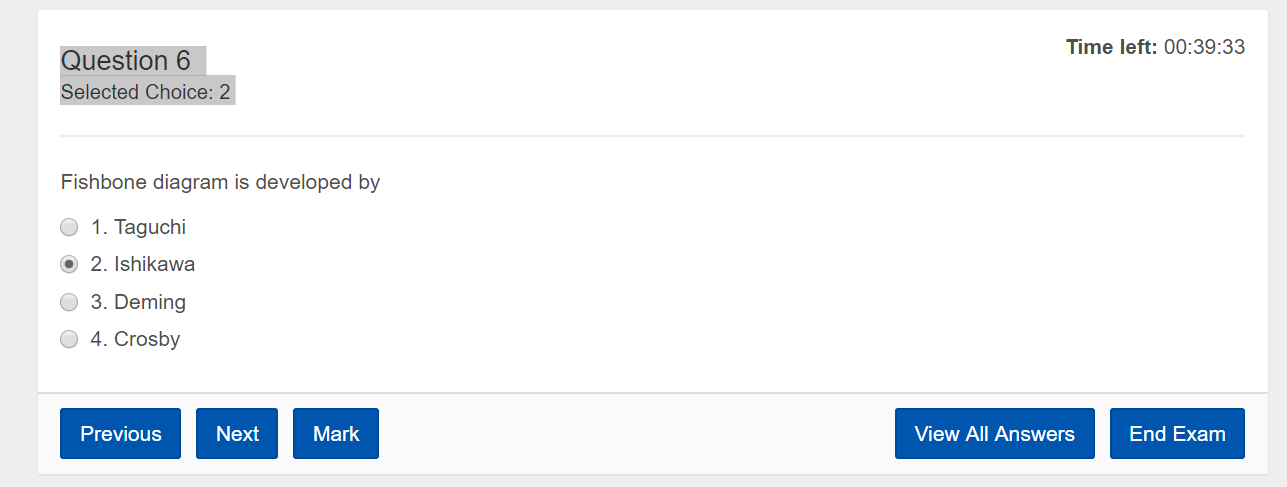 Question 6
Time left: 00:39:33
Selected Choice: 2
Fishbone diagram is developed by
1. Taguchi
2. Ishikawa
3. Deming
4. Crosby
Previous Next Mark View All Answers End Exam